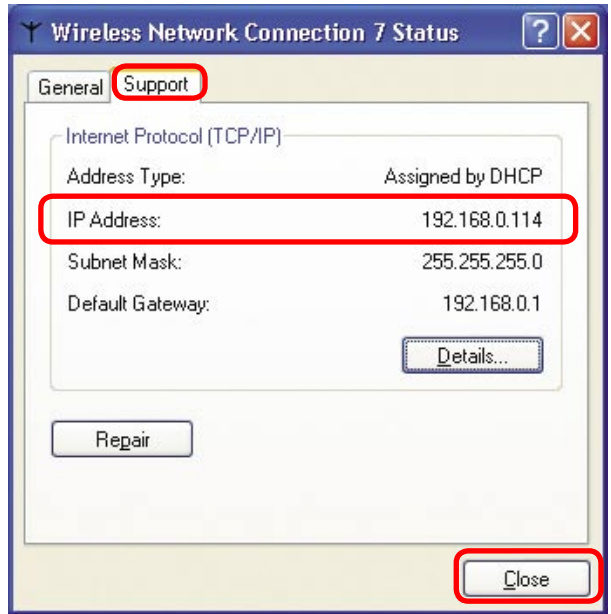 Wireless Network Connection 7 Status
General Support
Internet Protocol (TCP/IP)
Address Type: Assigned by DHCP
IP Address: 192.168.0.114
Subnet Mask: 255.255.255.0
Default Gateway: 192.168.0.1
Details...
Repair
Close